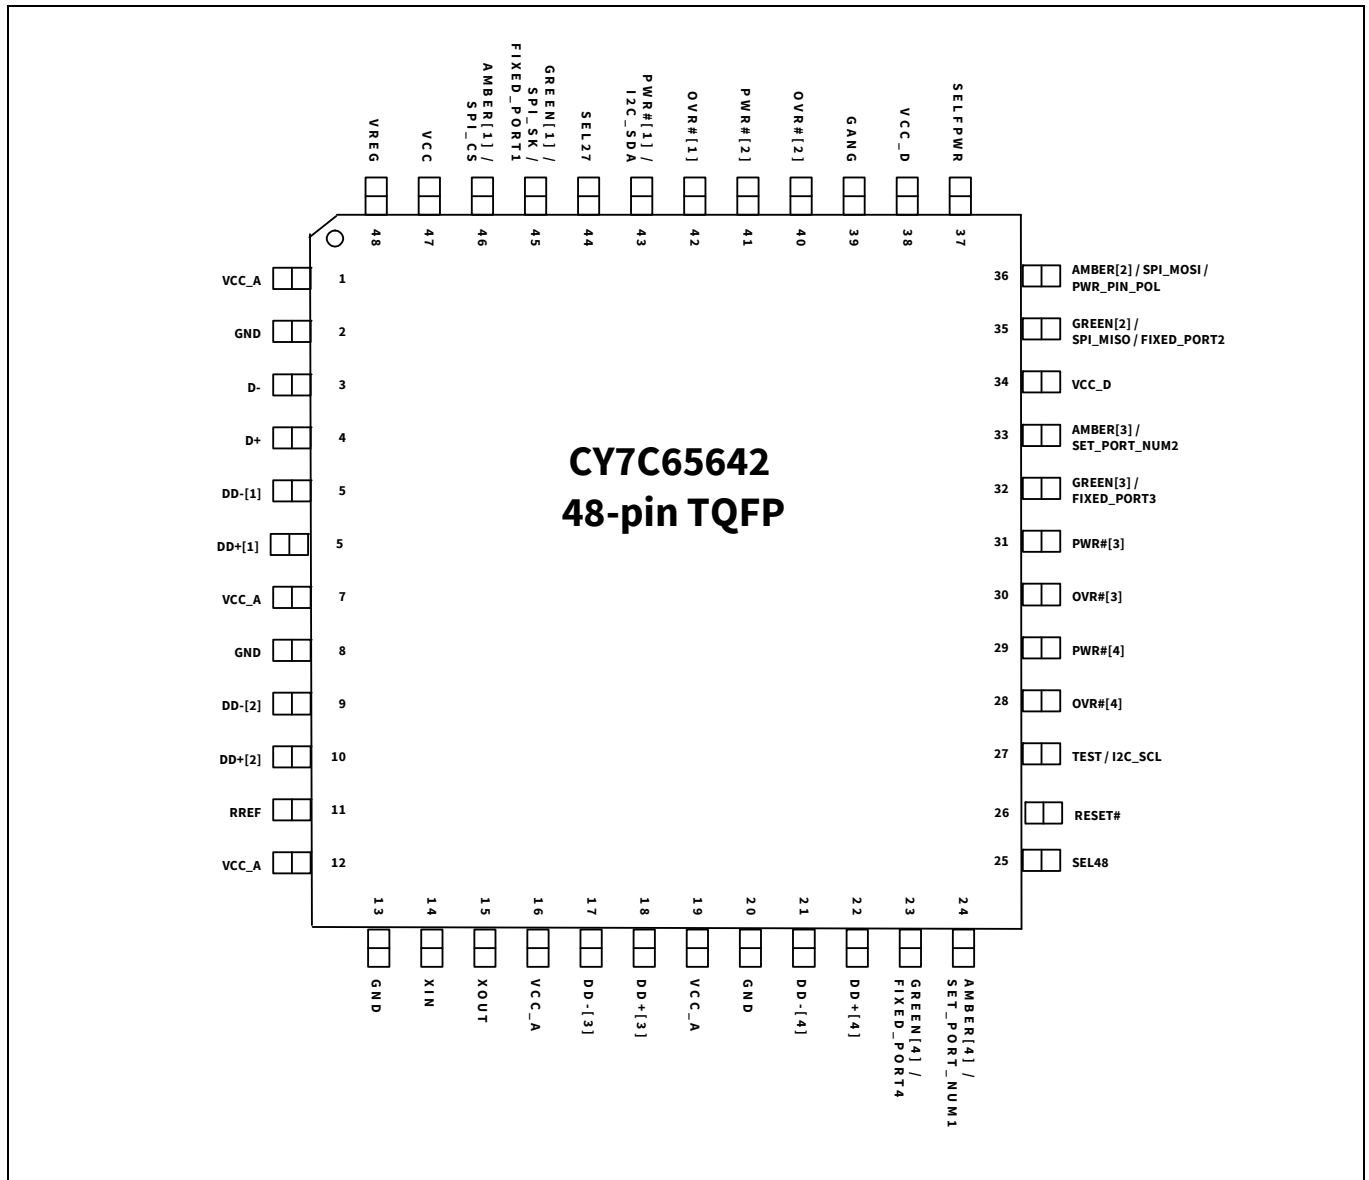 VREG
VCC
AMBER[1] /
SPI_CS
GREEN[1] /
SPI_SK /
FIXED_PORT1
SEL27
PWR#[1] /
I2C_SDA
OVR#[1]
PWR#[2]
OVR#[2]
GANG
VCC_D
SELFPWR
48
47
46
45
44
43
42
41
40
39
38
37
VCC_A
1
GND
2
D-
3
D+
4
DD-[1]
5
DD+[1]
5
VCC_A
7
GND
8
DD-[2]
9
DD+[2]
10
RREF
11
VCC_A
12
CY7C65642
48-pin TQFP
36
AMBER[2] / SPI_MOSI /
PWR_PIN_POL
35
GREEN[2] /
SPI_MISO / FIXED_PORT2
34
VCC_D
33
AMBER[3] /
SET_PORT_NUM2
32
GREEN[3] /
FIXED_PORT3
31
PWR#[3]
30
OVR#[3]
29
PWR#[4]
28
OVR#[4]
27
TEST / I2C_SCL
26
RESET#
25
SEL48
13
14
15
16
17
18
19
20
21
22
23
24
GND
XIN
XOUT
VCC_A
DD-[3]
DD+[3]
VCC_A
GND
DD-[4]
DD+[4]
GREEN[4] /
FIXED_PORT4
AMBER[4] /
SET_PORT_NUM1